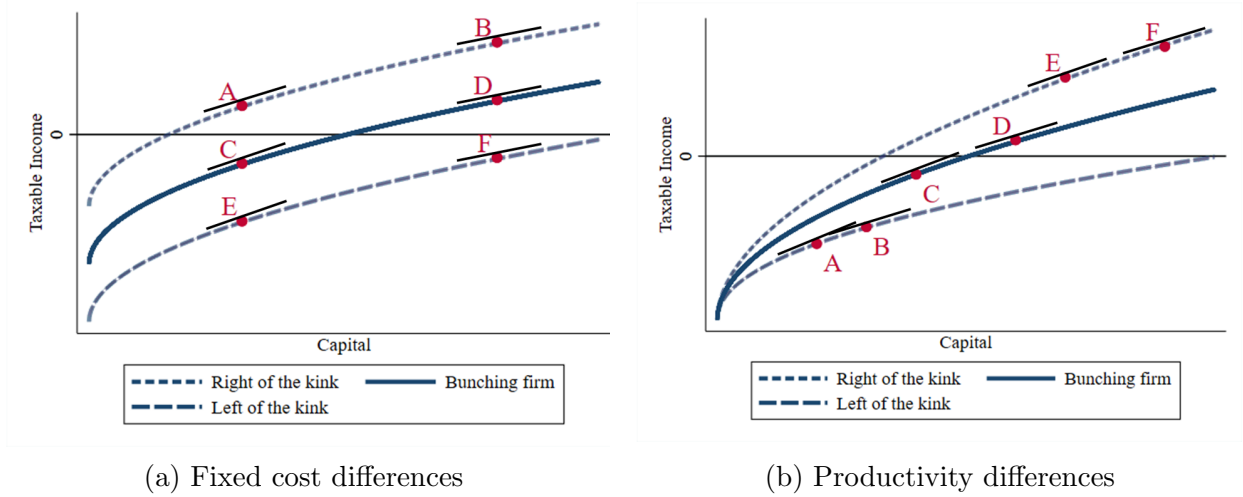 B
A
D
0
C
F
E
Taxable Income
Capital
Right of the kink
Bunching firm
Left of the kink
(a) Fixed cost differences
F
E
D
0
C
B
A
Taxable Income
Capital
Right of the kink
Bunching firm
Left of the kink
(b) Productivity differences